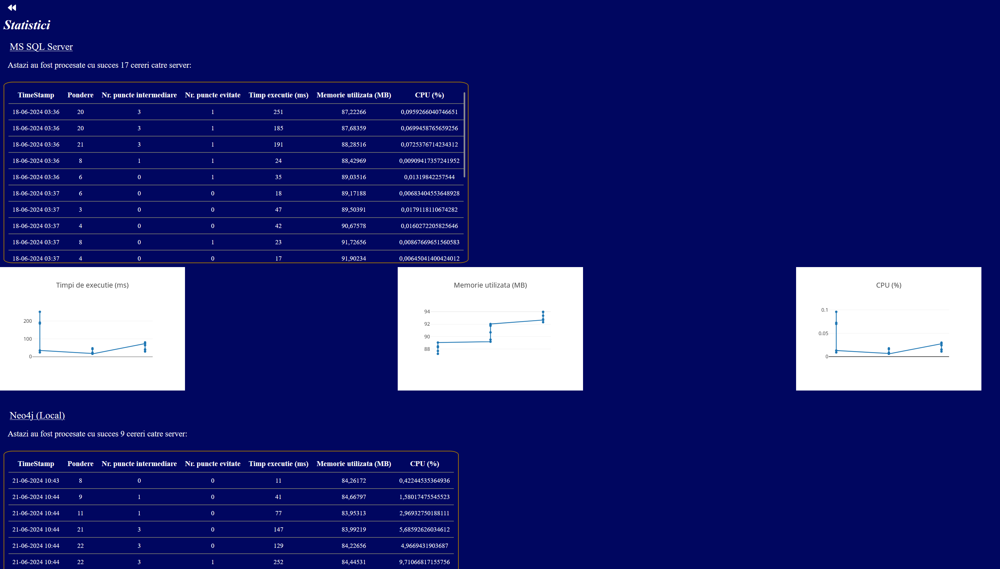 Statistici
MS SQL Server
Astazi au fost procesate cu succes 17 cereri catre server:
TimeStamp Pondere Nr. puncte intermediare Nr. puncte evitate Timp executie (ms) Memorie utilizata (MB) CPU (%)
18-06-2024 03:36 20 3 1 251 87,22266 0,0959266040746651
18-06-2024 03:36 20 3 1 185 87,68359 0,0699458765659256
18-06-2024 03:36 21 3 1 191 88,28516 0,0725376714234312
18-06-2024 03:36 8 1 1 24 88,42969 0,00909417357241952
18-06-2024 03:36 6 0 1 35 89,03516 0,01319842257544
18-06-2024 03:37 6 0 0 18 89,17188 0,00683404553648928
18-06-2024 03:37 3 0 0 47 89,50391 0,0179118110674282
18-06-2024 03:37 4 0 0 42 90,67578 0,0160272205825646
18-06-2024 03:37 8 0 1 23 91,72656 0,00867669651560583
18-06-2024 03:37 4 0 0 17 91,90234 0,00645041400424012
Timpi de executie (ms)
200
100
0
Memorie utilizata (MB)
94
92
90
88
CPU (%)
0.1
0.05
0
Neo4j (Local)
Astazi au fost procesate cu succes 9 cereri catre server:
TimeStamp Pondere Nr. puncte intermediare Nr. puncte evitate Timp executie (ms) Memorie utilizata (MB) CPU (%)
21-06-2024 10:43 8 0 0 11 84,26172 0,42244535364936
21-06-2024 10:44 9 1 0 41 84,66797 1,58017475545523
21-06-2024 10:44 11 1 0 77 83,95313 2,96932750188111
21-06-2024 10:44 21 3 0 147 83,99219 5,68592626034612
21-06-2024 10:44 22 3 0 129 84,22656 4,9669431903687
21-06-2024 10:44 22 3 1 252 84,44531 9,71066817155756